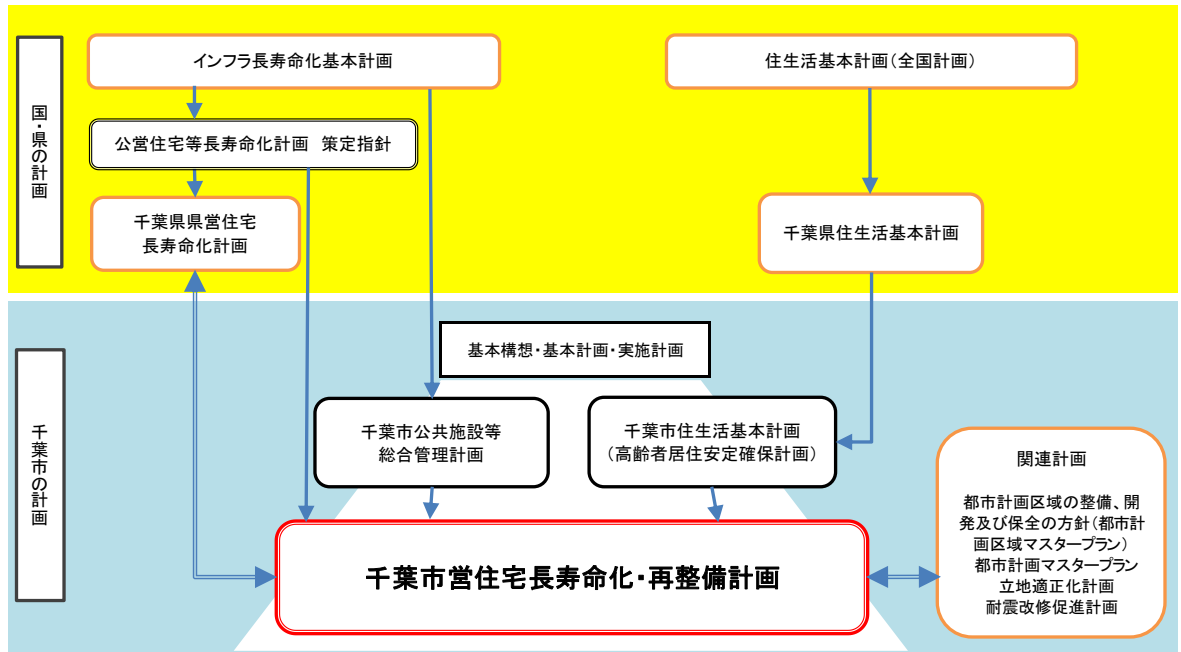 国・県の計画
インフラ長寿命化基本計画
住生活基本計画(全国計画)
公営住宅等長寿命化計画 策定指針
千葉県県営住宅
長寿命化計画
千葉県住生活基本計画
千葉市の計画
基本構想・基本計画・実施計画
千葉市公共施設等
総合管理計画
千葉市住生活基本計画
(高齢者居住安定確保計画)
千葉市営住宅長寿命化・再整備計画
関連計画
都市計画区域の整備、開
発及び保全の方針(都市計
画区域マスタープラン)
都市計画マスタープラン
立地適正化計画
耐震改修促進計画